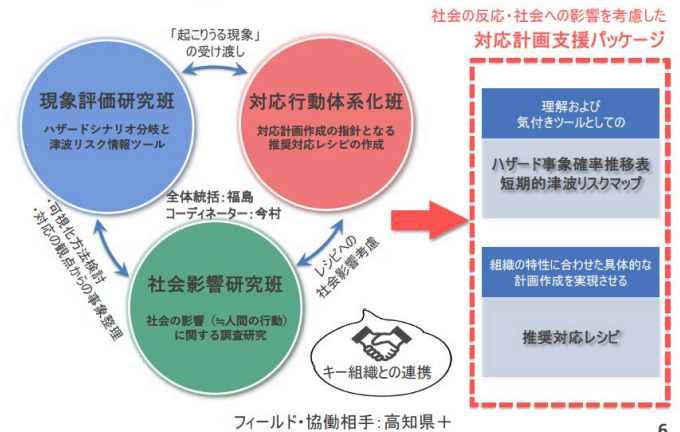 社会の反応・社会への影響を考慮した
対応計画支援パッケージ
「起こりうる現象」
の受け渡し
現象評価研究班
ハザードシナリオ分岐と
津波リスク情報ツール
対応行動体系化班
対応計画作成の指針となる
推奨対応レシピの作成
全体統括:福島
コーディネーター:今村
・可視化方法検討
・対応の観点からの事象整理
レシピへの
社会影響考慮
社会影響研究班
社会の影響（≒人間の行動）
に関する調査研究
キー組織との連携
理解および
気付きツールとしての
ハザード事象確率推移表
短期的津波リスクマップ
組織の特性に合わせた具体的な
計画作成を実現させる
推奨対応レシピ
フィールド・協働相手:高知県＋
6